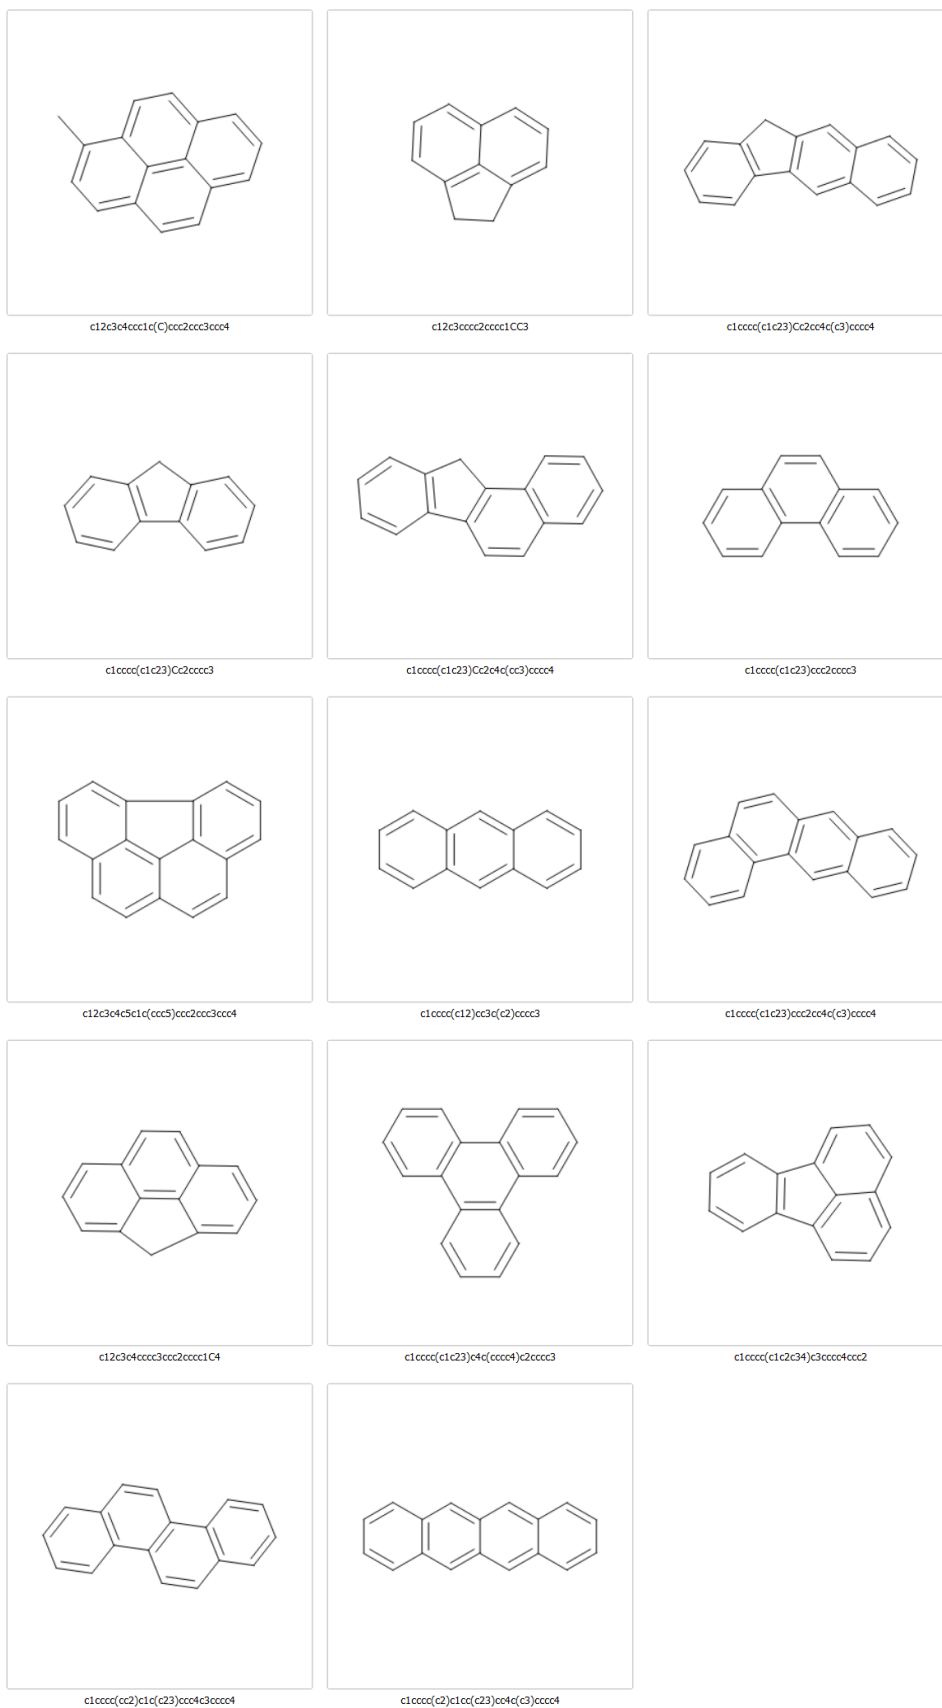 c12c3c4ccc1c(C)ccc2ccc3ccc4
c12c3cccc2cccc1CC3
c1cccc(c1c23)Cc2cc4c(c3)cccc4
c1cccc(c1c23)Cc2cccc3
c1cccc(c1c23)Cc2c4c(cc3)cccc4
c1cccc(c1c23)ccc2cccc3
c12c3c4c5c1c(ccc5)ccc2ccc3ccc4
c1cccc(c12)cc3c(c2)cccc3
c1cccc(c1c23)ccc2cc4c(c3)cccc4
c12c3c4cccc3ccc2cccc1C4
c1cccc(c1c23)c4c(cccc4)c2cccc3
c1cccc(c1c2c34)c3cccc4ccc2
c1cccc(cc2)c1c(c23)ccc4c3cccc4
c1cccc(c2)c1cc(c23)cc4c(c3)cccc4